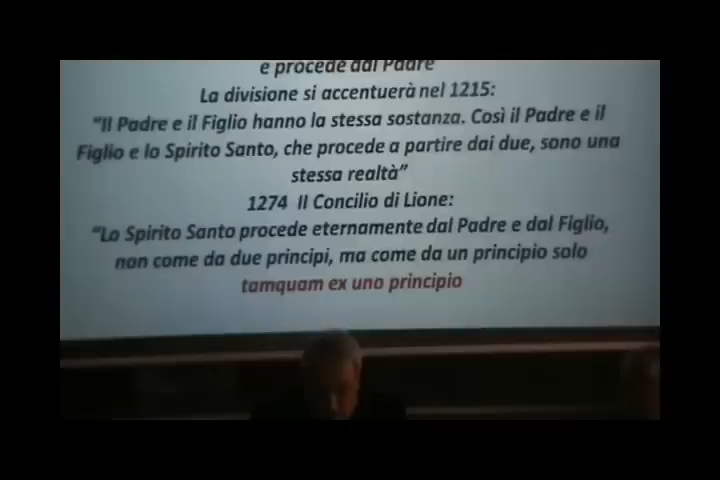 e procede dal Padre
La divisione si accentuerà nel 1215:
"Il Padre e il Figlio hanno la stessa sostanza. Così il Padre e il
Figlio e lo Spirito Santo, che procede a partire dai due, sono una
stessa realtà"
1274 II Concilio di Lione:
"Lo Spirito Santo procede eternamente dal Padre e dal Figlio,
non come da due principi, ma come da un principio solo
tamquam ex uno principio